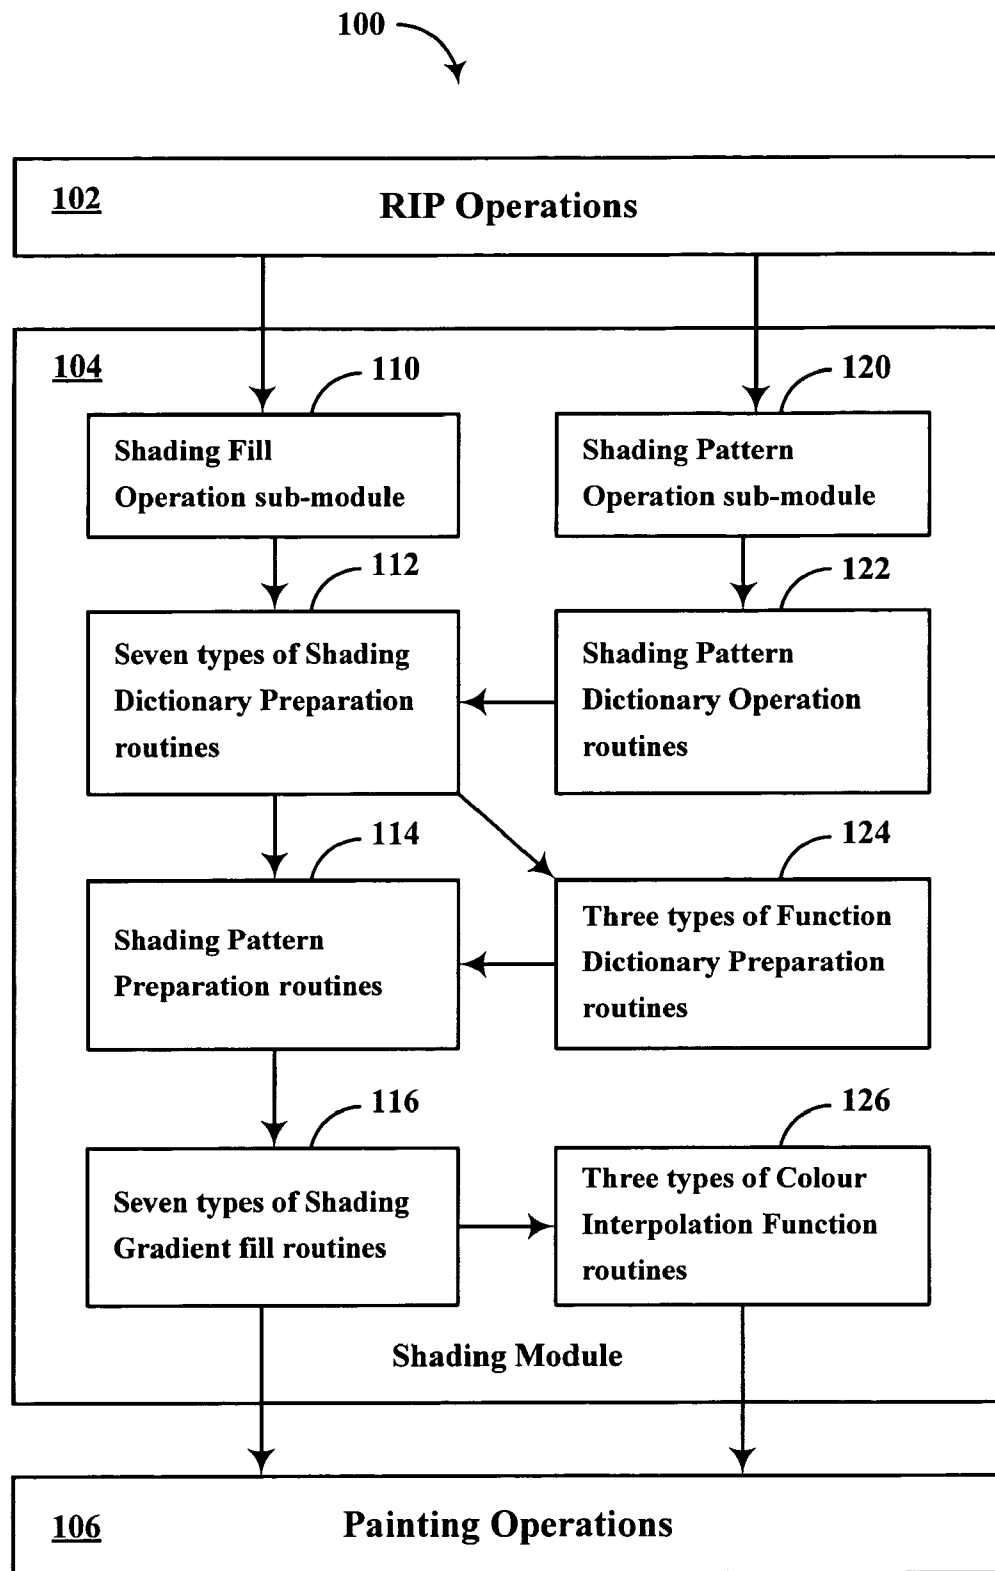 100
102
RIP Operations
104
110
120
Shading Fill
Operation sub-module
Shading Pattern
Operation sub-module
112
122
Seven types of Shading
Dictionary Preparation
routines
Shading Pattern
Dictionary Operation
routines
114
124
Shading Pattern
Preparation routines
Three types of Function
Dictionary Preparation
routines
116
126
Seven types of Shading
Gradient fill routines
Three types of Colour
Interpolation Function
routines
Shading Module
106
Painting Operations